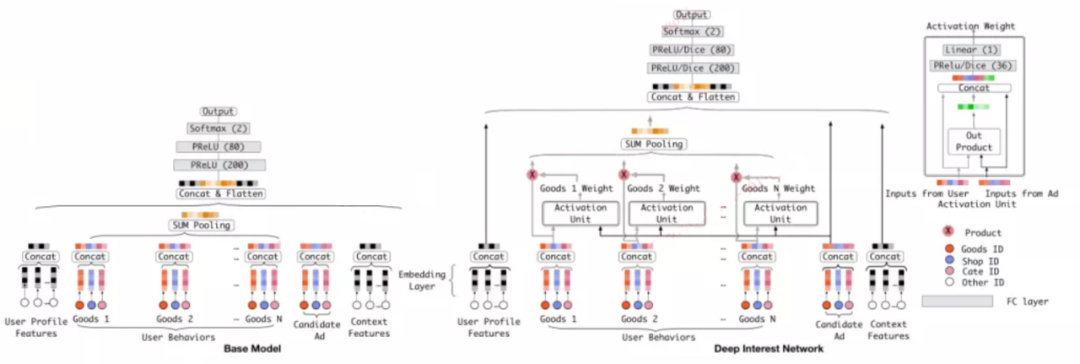 Output
Softmax (2)
PReLU (80)
PReLU (200)
Concat & Flatten
SUM Pooling
Concat
Concat
Concat
...
Concat
Concat
Concat
Goods 1
Goods 2
... Goods N
User Profile
Features
User Behaviors
Candidate
Ad
Context
Features
Base Model
Embedding
Layer
Output
Softmax (2)
PReLU/Dice (80)
PReLU/Dice (200)
Concat & Flatten
SUM Pooling
X
X
X
Goods 1 Weight
Goods 2 Weight
Goods N Weight
Activation
Unit
Activation
Unit
...
Activation
Unit
Concat
Concat
Concat
...
Concat
Concat
Concat
Goods 1
Goods 2
... Goods N
User Profile
Features
User Behaviors
Candidate
Ad
Context
Features
Deep Interest Network
Activation Weight
Linear (1)
PRelu/Dice (36)
Concat
Out
Product
Inputs from User
Inputs from Ad
Activation Unit
X Product
Goods ID
Shop ID
Cate ID
Other ID
FC layer